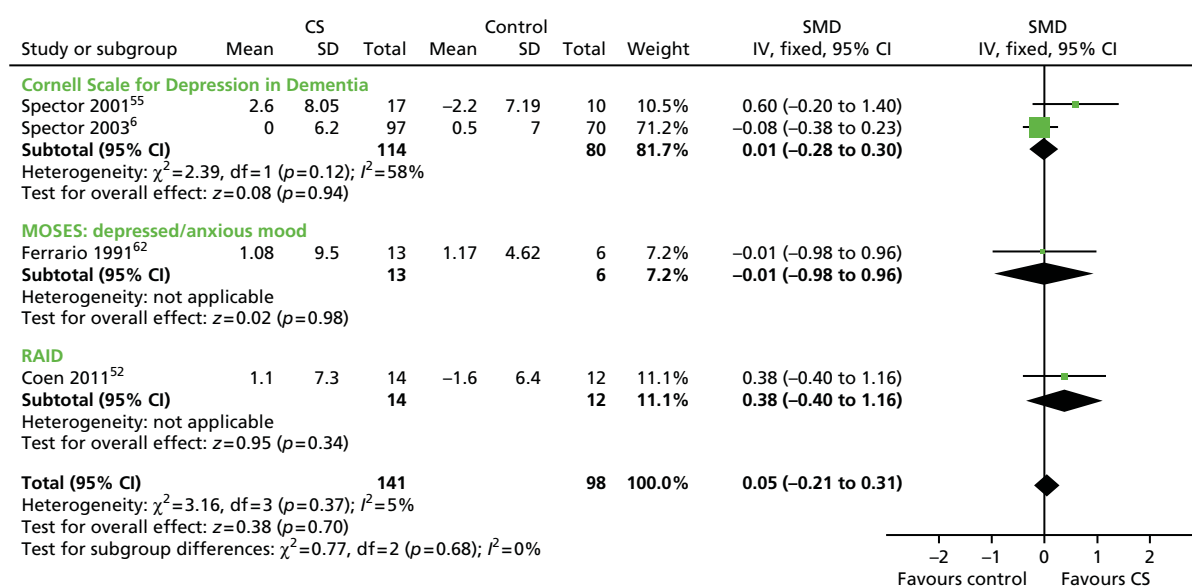 CS Control SMD SMD
Study or subgroup Mean SD Total Mean SD Total Weight IV, fixed, 95% CI IV, fixed, 95% CI
Cornell Scale for Depression in Dementia
Spector 2001⁵⁵ 2.6 8.05 17 −2.2 7.19 10 10.5% 0.60 (−0.20 to 1.40)
Spector 2003⁶ 0 6.2 97 0.5 7 70 71.2% −0.08 (−0.38 to 0.23)
Subtotal (95% CI) 114 80 81.7% 0.01 (−0.28 to 0.30)
Heterogeneity: χ²=2.39, df=1 (p=0.12); I²=58%
Test for overall effect: z=0.08 (p=0.94)
MOSES: depressed/anxious mood
Ferrario 1991⁶² 1.08 9.5 13 1.17 4.62 6 7.2% −0.01 (−0.98 to 0.96)
Subtotal (95% CI) 13 6 7.2% −0.01 (−0.98 to 0.96)
Heterogeneity: not applicable
Test for overall effect: z=0.02 (p=0.98)
RAID
Coen 2011⁵² 1.1 7.3 14 −1.6 6.4 12 11.1% 0.38 (−0.40 to 1.16)
Subtotal (95% CI) 14 12 11.1% 0.38 (−0.40 to 1.16)
Heterogeneity: not applicable
Test for overall effect: z=0.95 (p=0.34)
Total (95% CI) 141 98 100.0% 0.05 (−0.21 to 0.31)
Heterogeneity: χ²=3.16, df=3 (p=0.37); I²=5%
Test for overall effect: z=0.38 (p=0.70)
Test for subgroup differences: χ²=0.77, df=2 (p=0.68); I²=0%
−2 −1 0 1 2
Favours control Favours CS